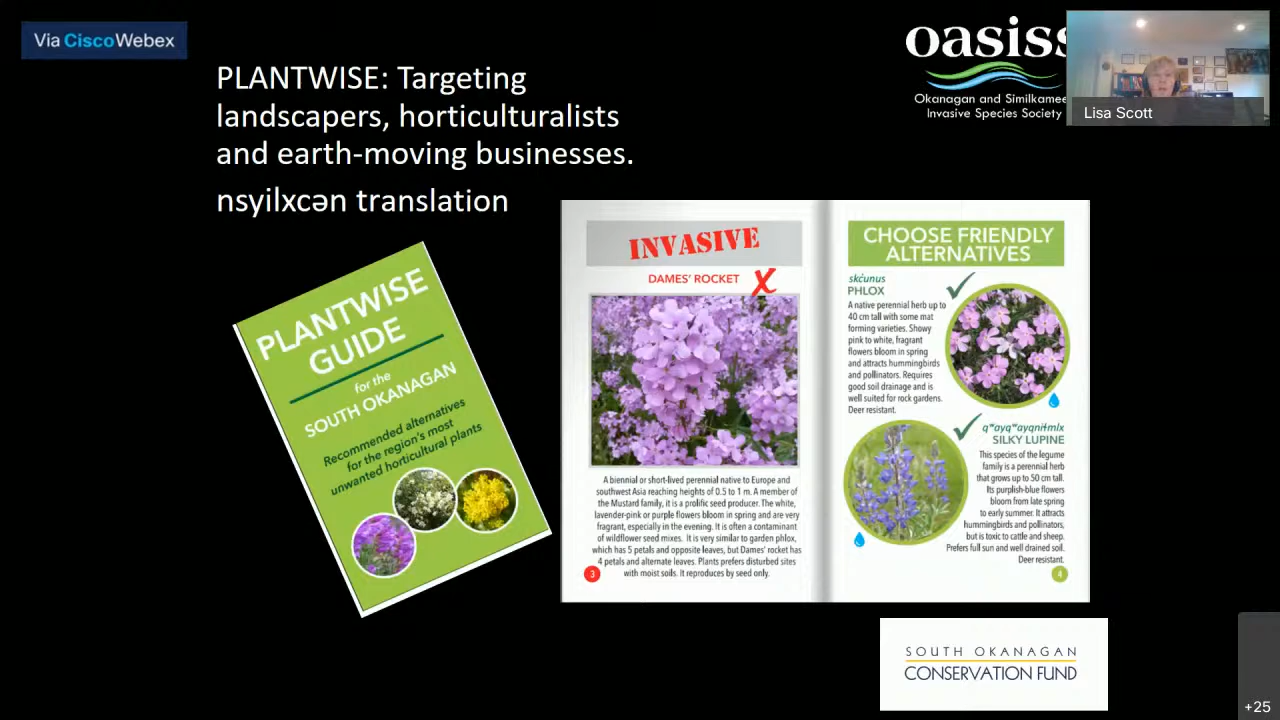 Via Cisco Webex
oasiss
Okanagan and Similkamee
Invasive Species Society
Lisa Scott
PLANTWISE: Targeting
landscapers, horticulturalists
and earth-moving businesses.
nsyilxcən translation
PLANTWISE
GUIDE
for the
SOUTH OKANAGAN
Recommended alternatives
for the region's most
unwanted horticultural plants
INVASIVE
DAMES' ROCKET
A biennial or short-lived perennial native to Europe and
southwest Asia reaching heights of 0.5 to 1 m. A member of
the Mustard family, it is a prolific seed producer. The white,
lavender-pink or purple flowers bloom in spring and are very
fragrant, especially in the evening. It is often a contaminant
of wildflower seed mixes. It is very similar to garden phlox,
which has 5 petals and opposite leaves, but Dames' rocket has
4 petals and alternate leaves. Plants prefers disturbed sites
with moist soils. It reproduces by seed only.
3
CHOOSE FRIENDLY
ALTERNATIVES
PHLOX
A native perennial herb up to
40 cm tall with some mat
forming varieties. Showy
pink to white, fragrant
flowers bloom in spring
and attracts hummingbirds
and pollinators. Requires
good soil drainage and is
well suited for rock gardens.
Deer resistant.
SILKY LUPINE
This species of the legume
family is a perennial herb
that grows up to 50 cm tall.
Its purplish-blue flowers
bloom from late spring
to early summer. It attracts
hummingbirds and pollinators,
but is toxic to cattle and sheep.
Prefers full sun and well drained soil.
Deer resistant.
4
SOUTH OKANAGAN
CONSERVATION FUND
+25